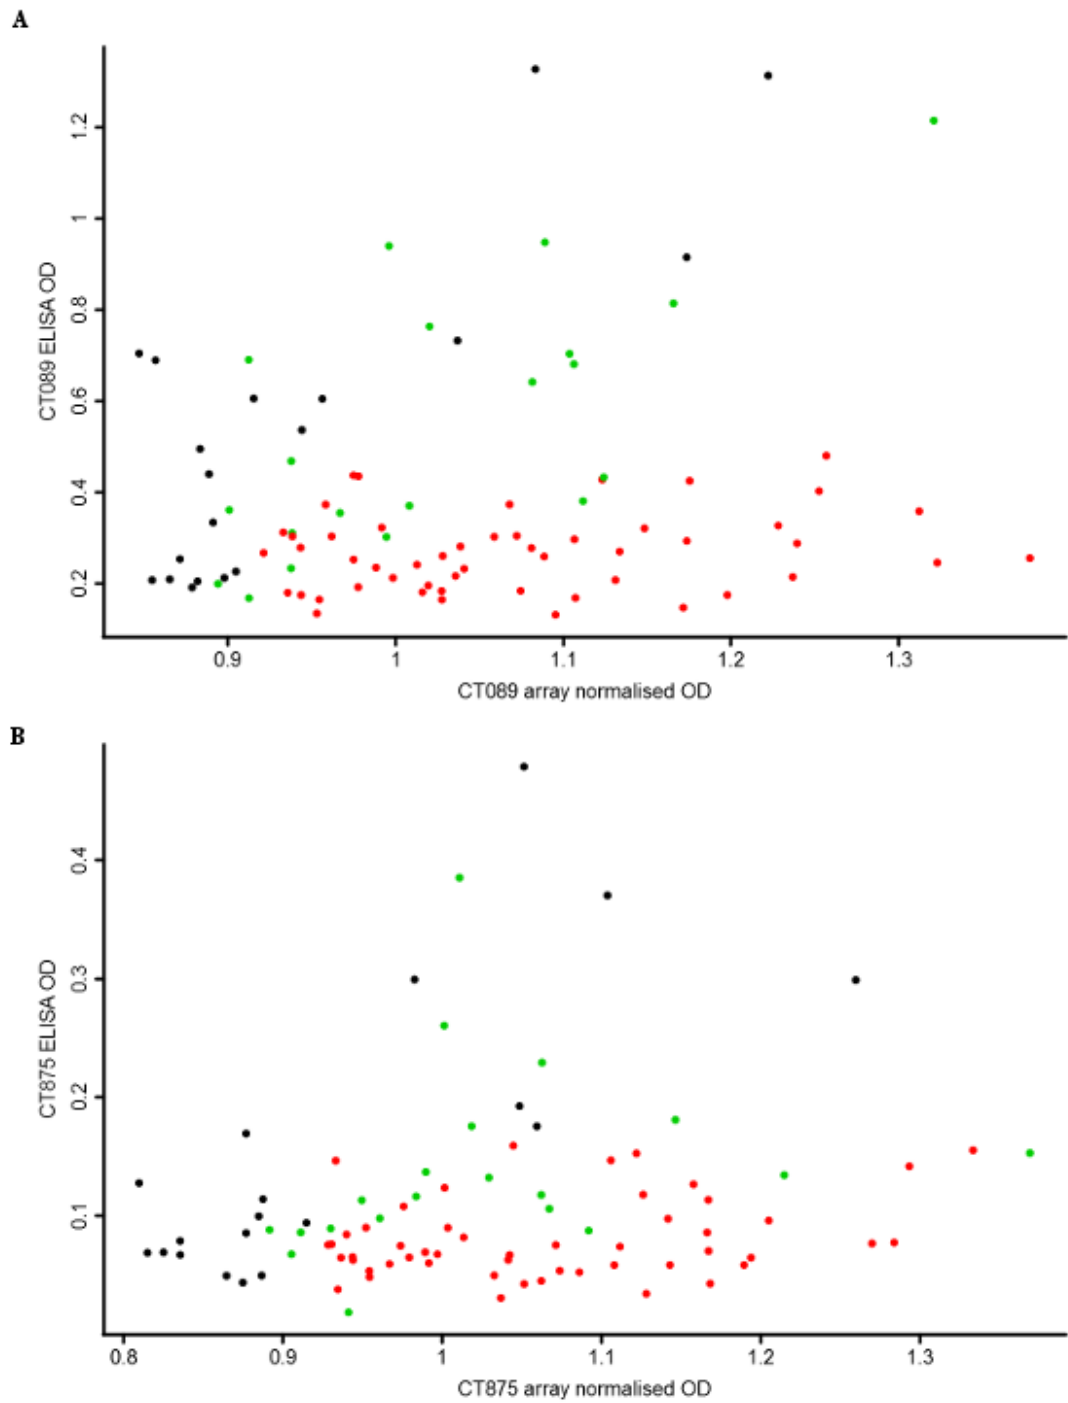 A
1.2
1
0.8
0.6
0.4
0.2
CT089 ELISA OD
0.9 1 1.1 1.2 1.3
CT089 array normalised OD
B
0.4
0.3
0.2
0.1
CT875 ELISA OD
0.8 0.9 1 1.1 1.2 1.3
CT875 array normalised OD